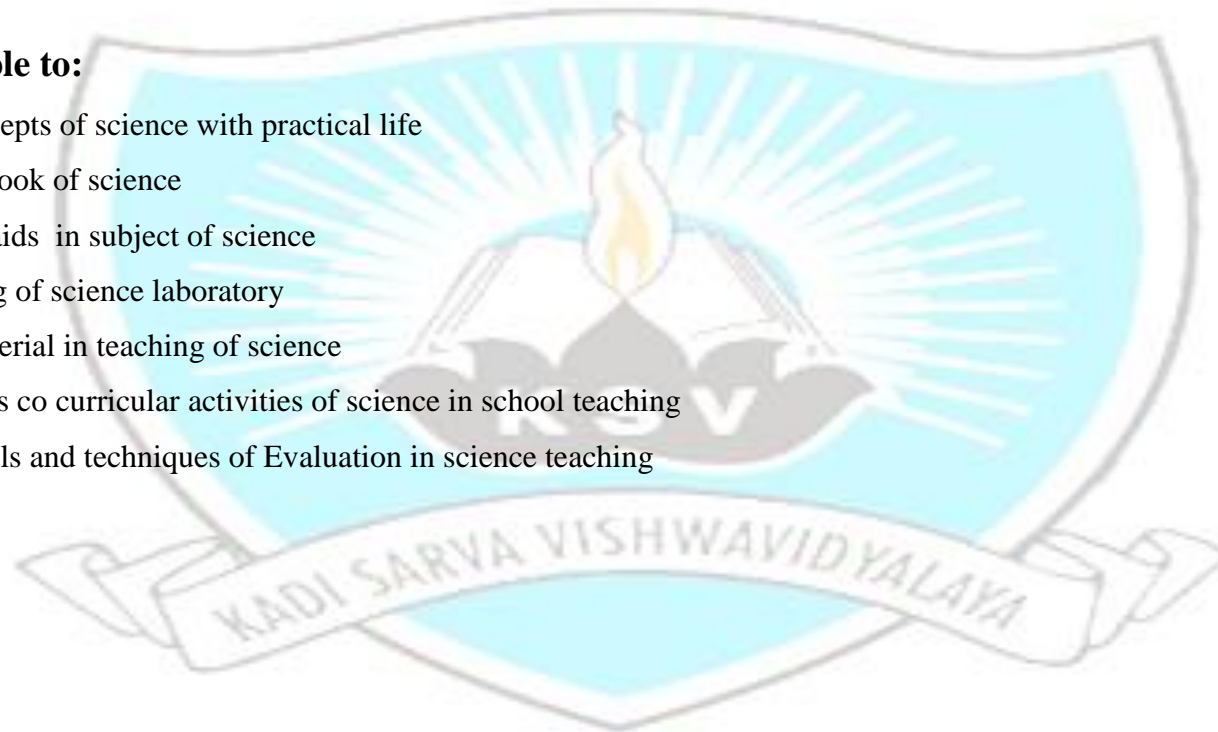 ble to:
epts of science with practical life
ook of science
aids in subject of science
g of science laboratory
erial in teaching of science
s co curricular activities of science in school teaching
ls and techniques of Evaluation in science teaching
KSV
KADI SARVA VISHWAVIDYALAYA